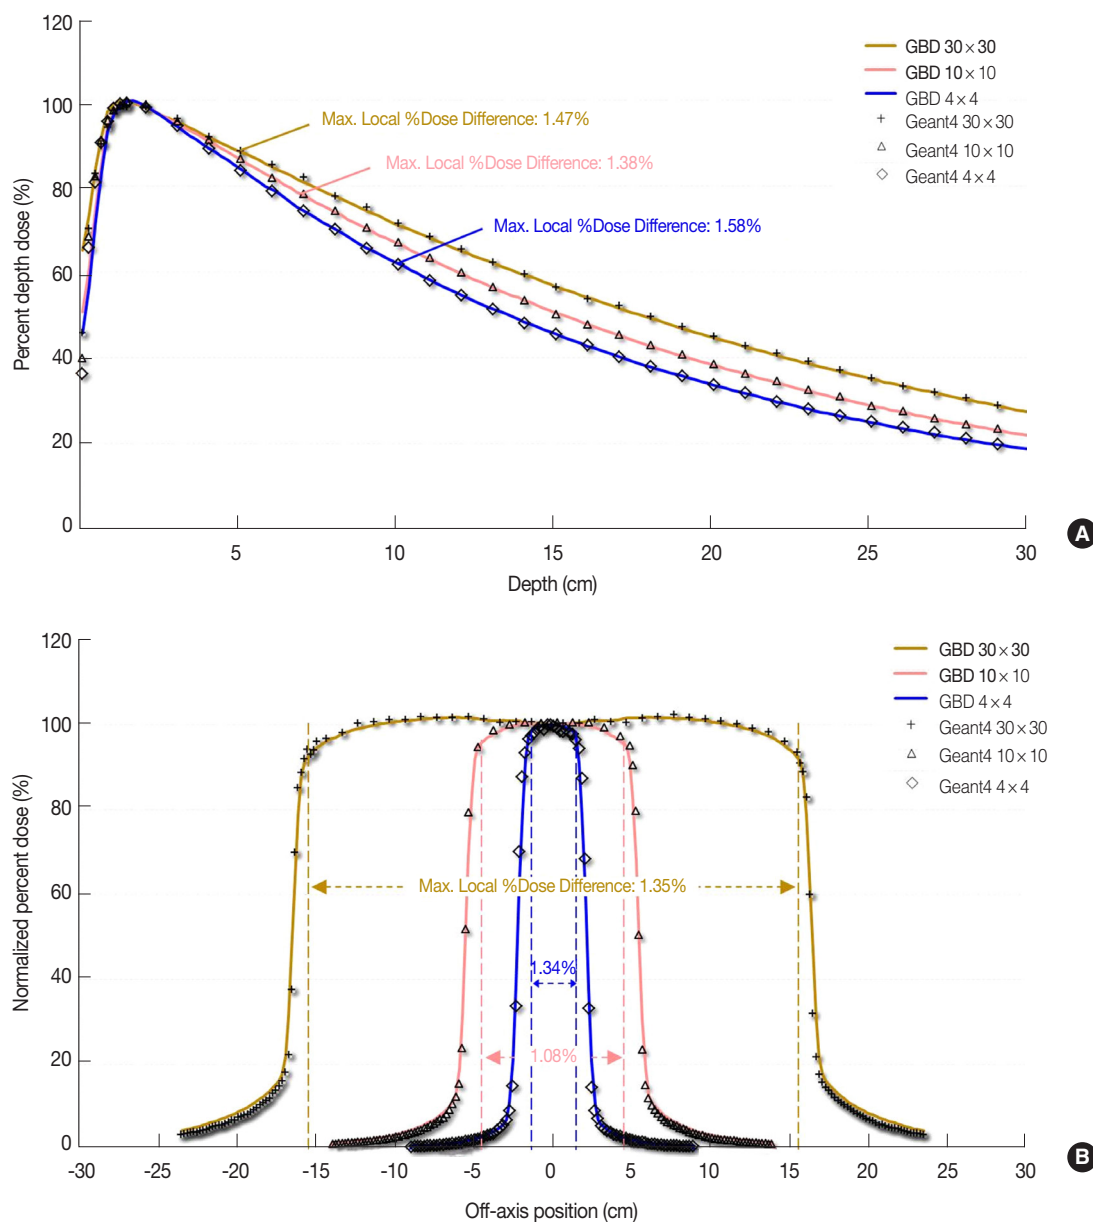 120
100
80
60
40
20
0
Percent depth dose (%)
GBD 30 × 30
GBD 10 × 10
GBD 4 × 4
Geant4 30 × 30
Geant4 10 × 10
Geant4 4 × 4
Max. Local %Dose Difference: 1.47%
Max. Local %Dose Difference: 1.38%
Max. Local %Dose Difference: 1.58%
5 10 15 20 25 30
Depth (cm)
A
120
100
80
60
40
20
0
Normalized percent dose (%)
GBD 30 × 30
GBD 10 × 10
GBD 4 × 4
Geant4 30 × 30
Geant4 10 × 10
Geant4 4 × 4
Max. Local %Dose Difference: 1.35%
1.34%
1.08%
-30 -25 -20 -15 -10 -5 0 5 10 15 20 25 30
Off-axis position (cm)
B